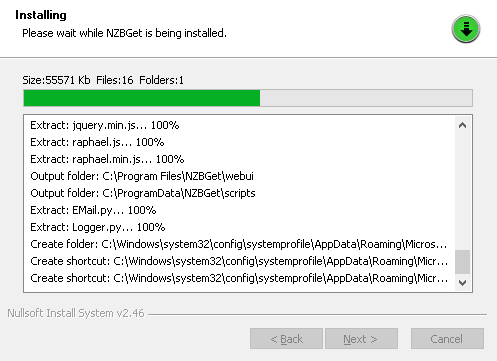 Installing
Please wait while NZBGet is being installed.
Size:55571 Kb Files:16 Folders:1
Extract: jquery.min.js... 100%
Extract: raphael.js... 100%
Extract: raphael.min.js... 100%
Output folder: C:\Program Files\NZBGet\webui
Output folder: C:\ProgramData\NZBGet\scripts
Extract: EMail.py... 100%
Extract: Logger.py... 100%
Create folder: C:\Windows\system32\config\systemprofile\AppData\Roaming\Micros...
Create shortcut: C:\Windows\system32\config\systemprofile\AppData\Roaming\Micr...
Create shortcut: C:\Windows\system32\config\systemprofile\AppData\Roaming\Micr...
Nullsoft Install System v2.46
< Back Next > Cancel